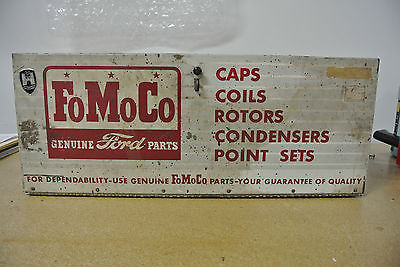 FoMoCo
GENUINE Ford PARTS
CAPS
COILS
ROTORS
CONDENSERS
POINT SETS
FOR DEPENDABILITY-USE GENUINE FoMoCo PARTS-YOUR GUARANTEE OF QUALITY